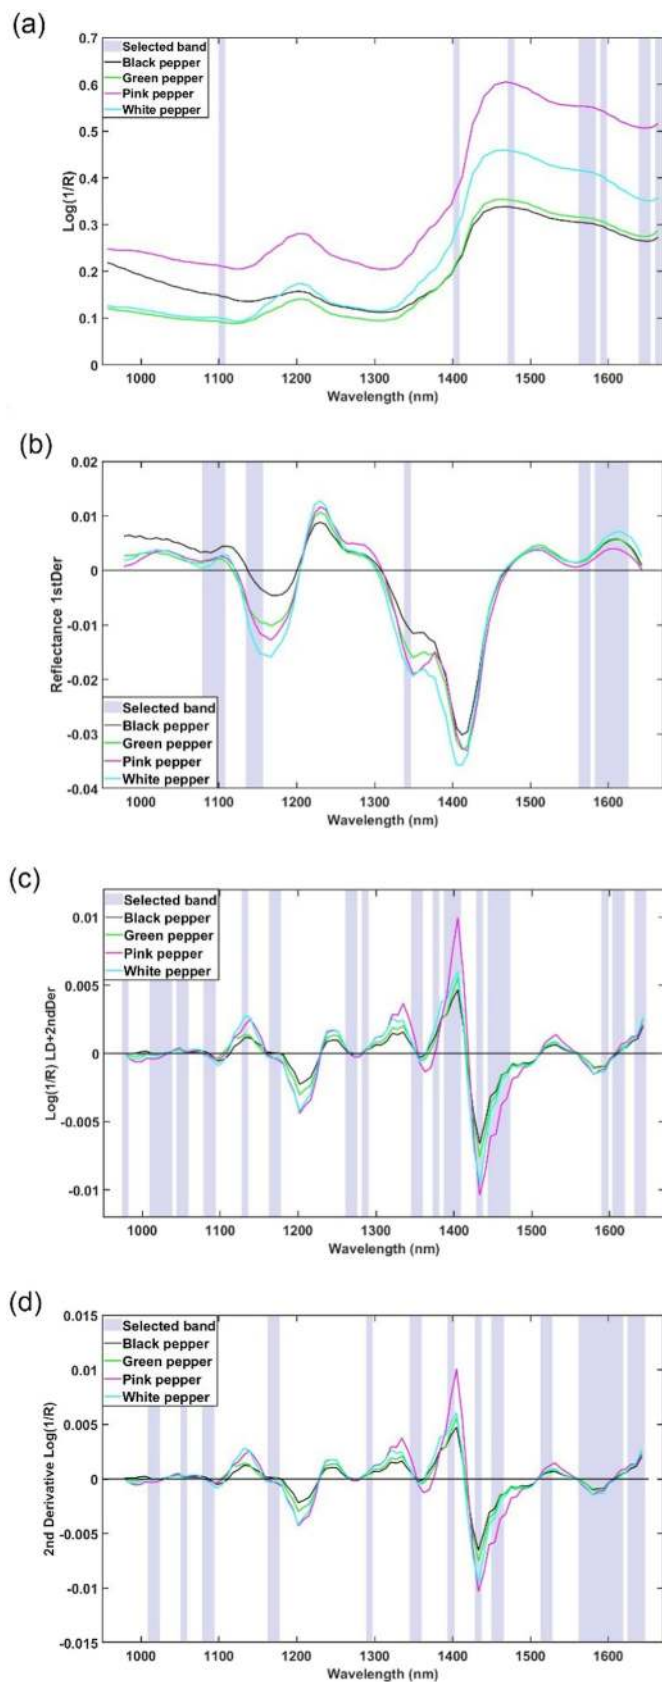 (a)
0.7
0.6
0.5
0.4
0.3
0.2
0.1
0
Log(1/R)
Selected band
Black pepper
Green pepper
Pink pepper
White pepper
1000 1100 1200 1300 1400 1500 1600
Wavelength (nm)
(b)
0.02
0.01
0
-0.01
-0.02
-0.03
-0.04
Reflectance 1stDer
Selected band
Black pepper
Green pepper
Pink pepper
White pepper
1000 1100 1200 1300 1400 1500 1600
Wavelength (nm)
(c)
0.01
0.005
0
-0.005
-0.01
Log(1/R) LD+2ndDer
Selected band
Black pepper
Green pepper
Pink pepper
White pepper
1000 1100 1200 1300 1400 1500 1600
Wavelength (nm)
(d)
0.015
0.01
0.005
0
-0.005
-0.01
-0.015
2nd Derivative Log(1/R)
Selected band
Black pepper
Green pepper
Pink pepper
White pepper
1000 1100 1200 1300 1400 1500 1600
Wavelength (nm)